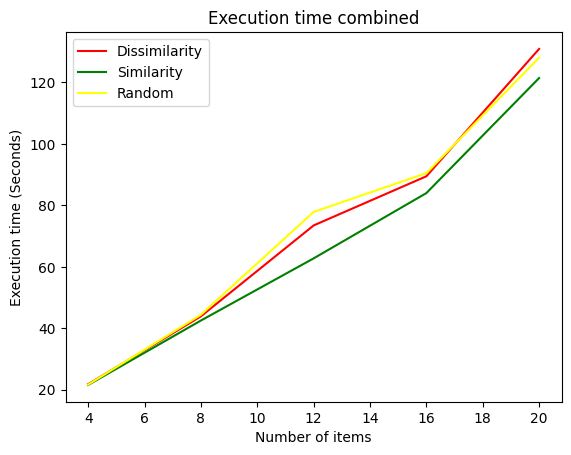 Execution time combined
Dissimilarity
Similarity
Random
120
100
80
60
40
20
Execution time (Seconds)
4 6 8 10 12 14 16 18 20
Number of items